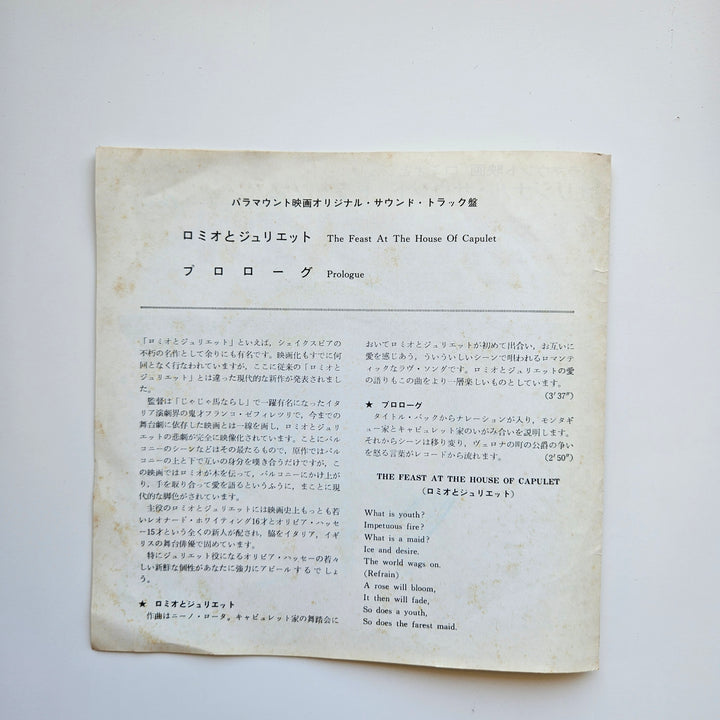 パラマウント映画オリジナル・サウンド・トラック盤
ロミオとジュリエット The Feast At The House Of Capulet
プロローグ Prologue
「ロミオとジュリエット」といえば，シェイクスピアの
不朽の名作として余りにも有名です。映画化もすでに何
回となく行なわれていますが，ここに従来の「ロミオと
ジュリエット」とは違った現代的な新作が発表されまし
た。
監督は「じゃじゃ馬ならし」で一躍有名になったイタ
リア演劇界の鬼才フランコ・ゼフィレリで，今までの
舞台劇に依存した映画とは一線を画し，ロミオとジュリ
エットの悲劇が完全に映像化されています。ことにバル
コニーのシーンなどはその最たるもので，原作ではバル
コニーの上と下で互いの身分を嘆き合うだけですが，こ
の映画ではロミオが木を伝って，バルコニーにかけ上が
り，手を取り合って愛を語るというふうに，まことに現
代的な脚色がされています。
主役のロミオとジュリエットには映画史上もっとも若
いレオナード・ホワイティング16才とオリビア・ハッセ
ー15才という全くの新人が配され，脇をイタリア，イギ
リスの舞台俳優で固めています。
特にジュリエット役になるオリビア・ハッセーの若々
しい新鮮な個性があなたに強力にアピールするでしょ
う。
★ ロミオとジュリエット
作曲はニーノ・ロータ。キャピュレット家の舞踏会に
おいてロミオとジュリエットが初めて出合い，お互いに
愛を感じあう，ういういしいシーンで唄われるロマンテ
ィックなラヴ・ソングです。ロミオとジュリエットの愛
の語りもこの曲をより一層楽しいものとしています。
(3′37″)
★ プロローグ
タイトル・バックからナレーションが入り，モンタギ
ュー家とキャピュレット家のいがみ合いを説明します。
それからシーンは移り変り，ヴェロナの町の公爵の争い
を怒る言葉がレコードから流れます。 (2′50″)
THE FEAST AT THE HOUSE OF CAPULET
(ロミオとジュリエット)
What is youth?
Impetuous fire?
What is a maid?
Ice and desire.
The world wags on.
(Refrain)
A rose will bloom,
It then will fade,
So does a youth,
So does the farest maid.